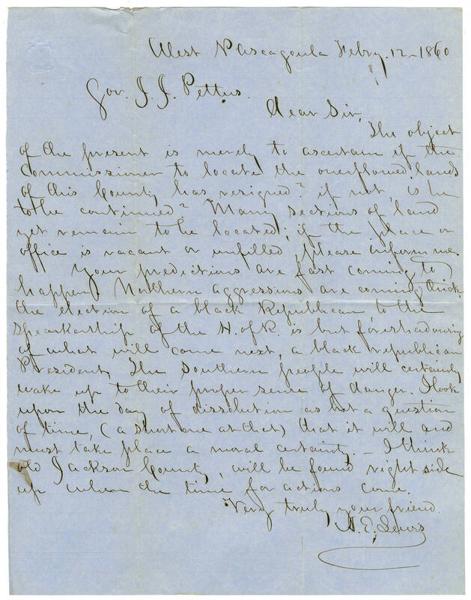 West Pascagoula Febry. 12 - 1860
Gov. J. J. Pettus.
Dear Sir,
The object
of the present is merely to ascertain if the
Commissioner to locate the overflowed lands
of this County has resigned? if not, is he
to be continued? Many sections of land
yet remain to be located; if the place or
office is vacant or unfilled, please inform me.
Your predictions are fast coming to
happen. Northern aggressions are coming thick.
the election of a black Republican to the
Speakership of the H. of R. is but foreshadowing
of what will come next, a black republican
President. The Southern people will certainly
wake up to their proper sense of danger. I look
upon the day of dissolution as but a question
of time, (a short one at that) that it will and
must take place a moral certainty. - I think
old Jackson County, will be found right side
up when the time for actions come.
Very truly your friend
A. E. Lewis